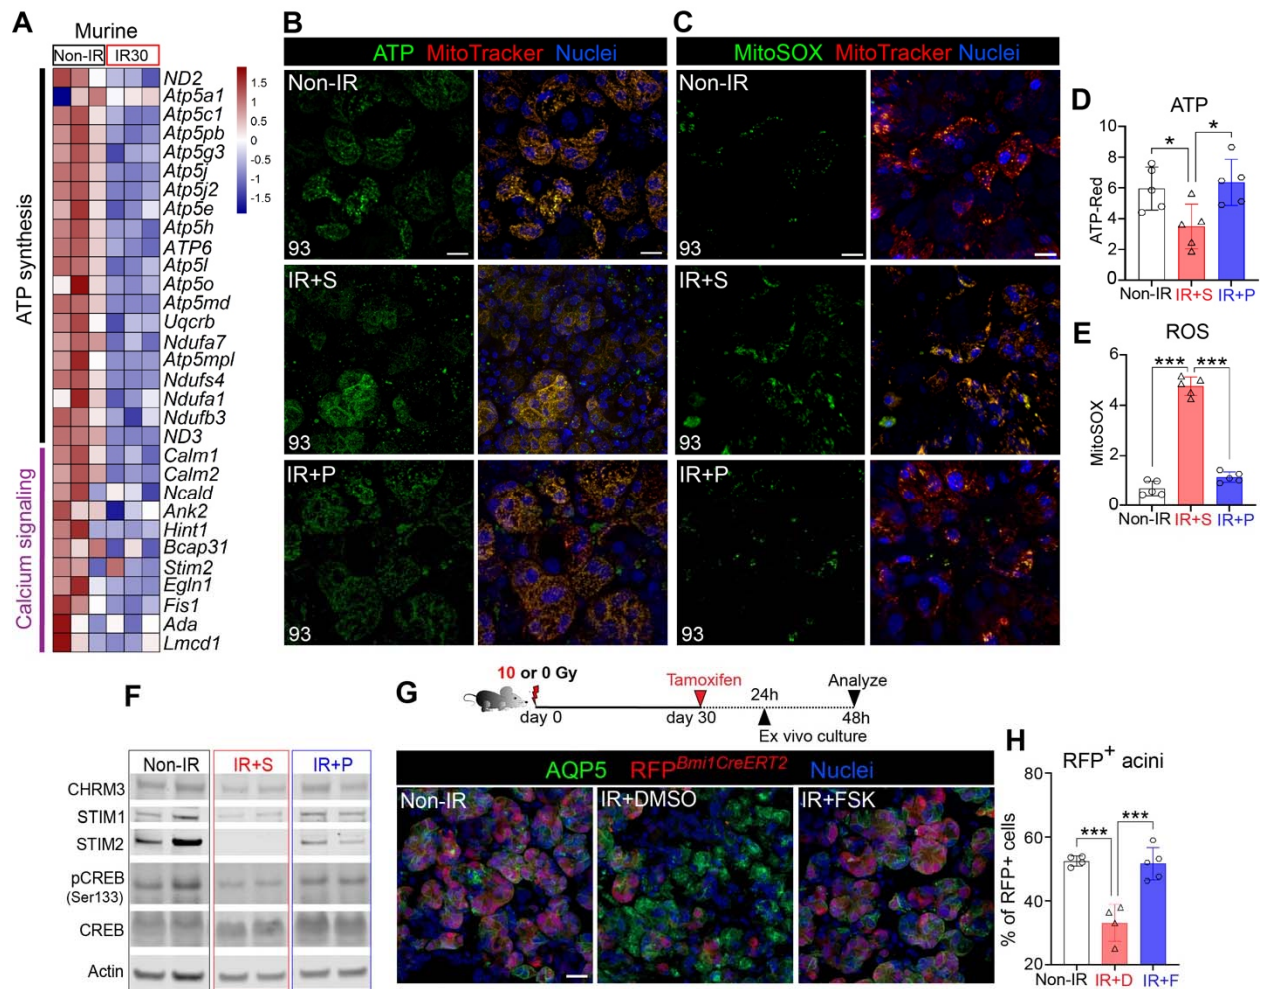 A
Murine
Non-IR IR30
ND2
Atp5a1
Atp5c1
Atp5pb
Atp5g3
Atp5j
Atp5j2
Atp5e
Atp5h
ATP6
Atp5l
Atp5o
Atp5md
Uqcrb
Ndufa7
Atp5mpl
Ndufs4
Ndufa1
Ndufb3
ND3
Calm1
Calm2
Ncald
Ank2
Hint1
Bcap31
Stim2
Egln1
Fis1
Ada
Lmcd1
ATP synthesis
Calcium signaling
1.5
1
0.5
0
-0.5
-1
-1.5
B
ATP MitoTracker Nuclei
Non-IR
93
IR+S
93
IR+P
93
C
MitoSOX MitoTracker Nuclei
Non-IR
93
IR+S
93
IR+P
93
D
ATP
ATP-Red
10
8
6
4
2
0
* *
Non-IR IR+S IR+P
E
ROS
MitoSOX
6
4
2
0
*** ***
Non-IR IR+S IR+P
F
Non-IR IR+S IR+P
CHRM3
STIM1
STIM2
pCREB
(Ser133)
CREB
Actin
G
10 or 0 Gy
Tamoxifen
24h
Analyze
day 0
day 30
48h
Ex vivo culture
AQP5 RFP Bmi1CreERT2 Nuclei
Non-IR
IR+DMSO
IR+FSK
H
RFP+ acini
% of RFP+ cells
80
60
40
20
*** ***
Non-IR IR+D IR+F